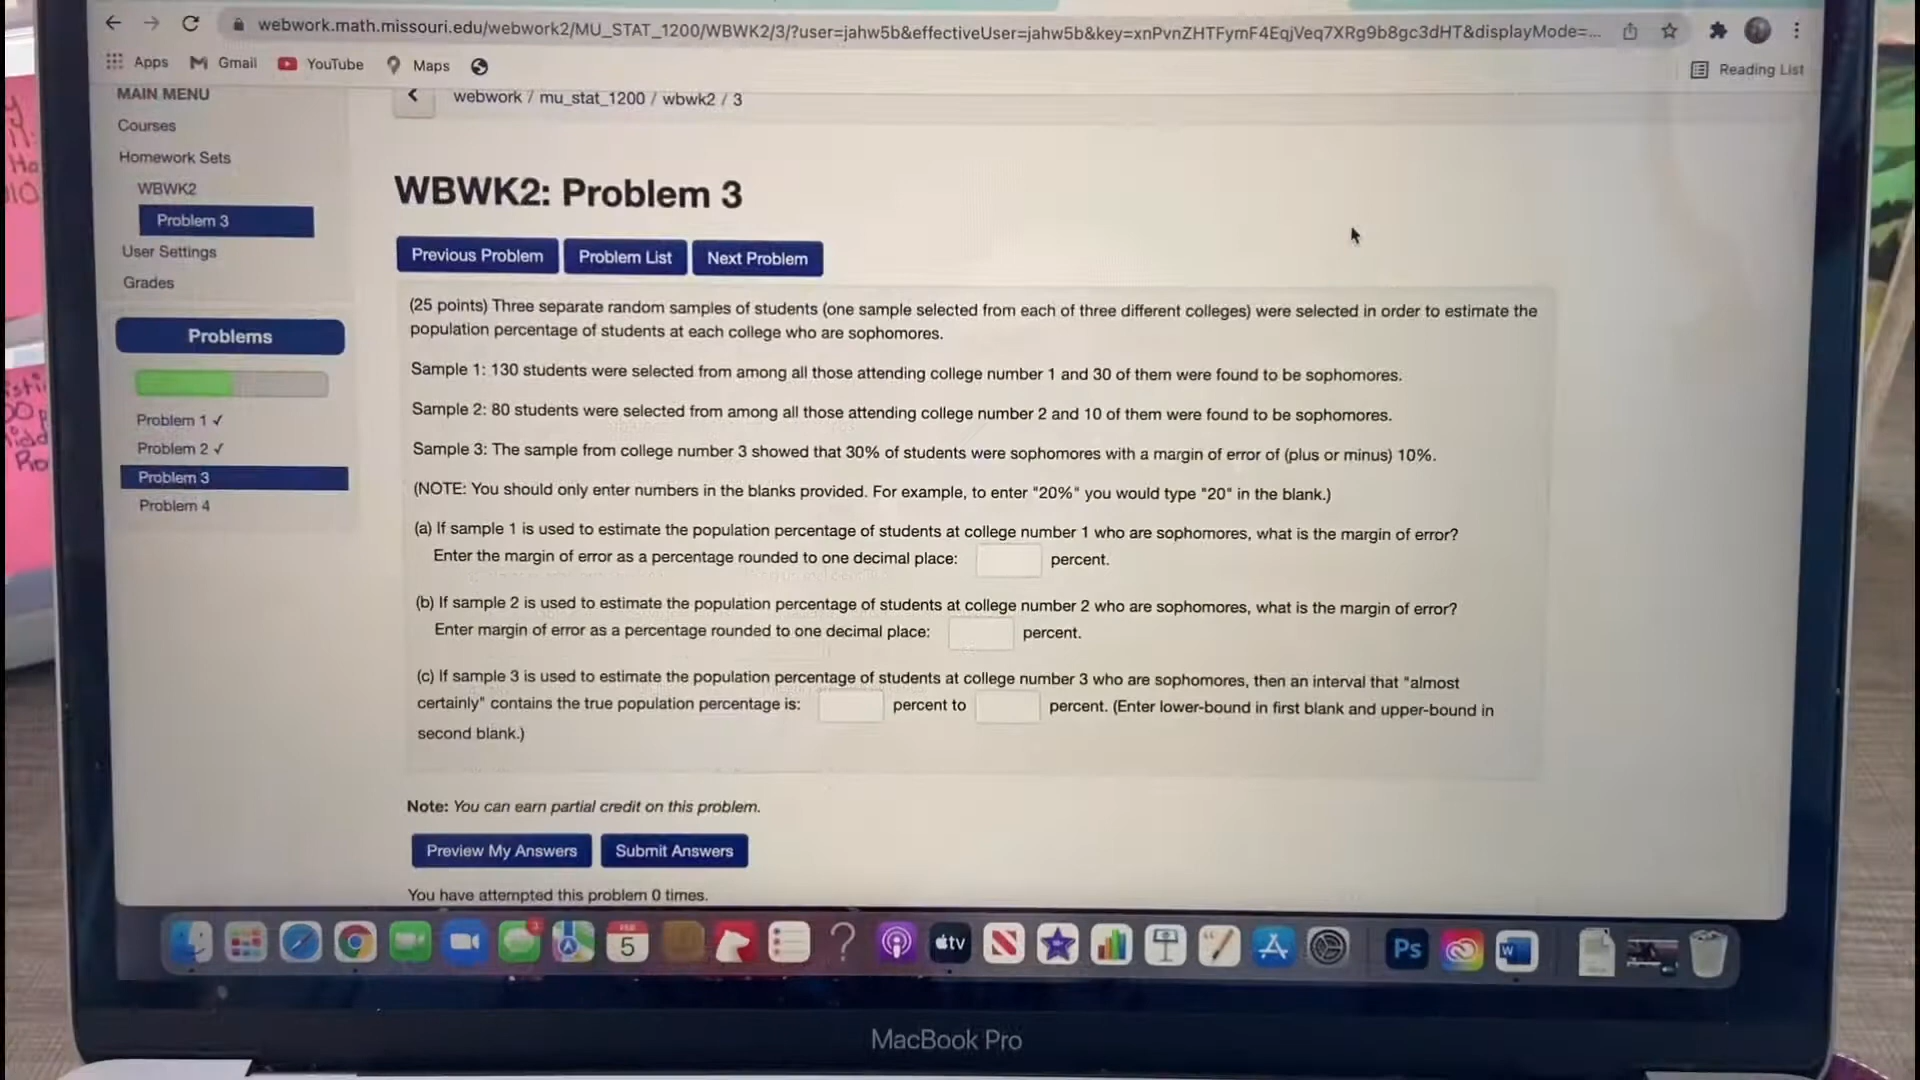 webwork.math.missouri.edu/webwork2/MU_STAT_1200/WBWK2/3/?user=jahw5b&effectiveUser=jahw5b&key=xnPvnZHTFymF4EqjVeq7XRg9b8gc3dHT&displayMode=...
Apps Gmail YouTube Maps
Reading List
MAIN MENU
Courses
Homework Sets
WBWK2
Problem 3
User Settings
Grades
Problems
Problem 1 ✓
Problem 2 ✓
Problem 3
Problem 4
webwork / mu_stat_1200 / wbwk2 / 3
WBWK2: Problem 3
Previous Problem Problem List Next Problem
(25 points) Three separate random samples of students (one sample selected from each of three different colleges) were selected in order to estimate the
population percentage of students at each college who are sophomores.
Sample 1: 130 students were selected from among all those attending college number 1 and 30 of them were found to be sophomores.
Sample 2: 80 students were selected from among all those attending college number 2 and 10 of them were found to be sophomores.
Sample 3: The sample from college number 3 showed that 30% of students were sophomores with a margin of error of (plus or minus) 10%.
(NOTE: You should only enter numbers in the blanks provided. For example, to enter "20%" you would type "20" in the blank.)
(a) If sample 1 is used to estimate the population percentage of students at college number 1 who are sophomores, what is the margin of error?
Enter the margin of error as a percentage rounded to one decimal place: percent.
(b) If sample 2 is used to estimate the population percentage of students at college number 2 who are sophomores, what is the margin of error?
Enter margin of error as a percentage rounded to one decimal place: percent.
(c) If sample 3 is used to estimate the population percentage of students at college number 3 who are sophomores, then an interval that "almost
certainly" contains the true population percentage is: percent to percent. (Enter lower-bound in first blank and upper-bound in
second blank.)
Note: You can earn partial credit on this problem.
Preview My Answers Submit Answers
You have attempted this problem 0 times.
5
tv
Ps
W
MacBook Pro